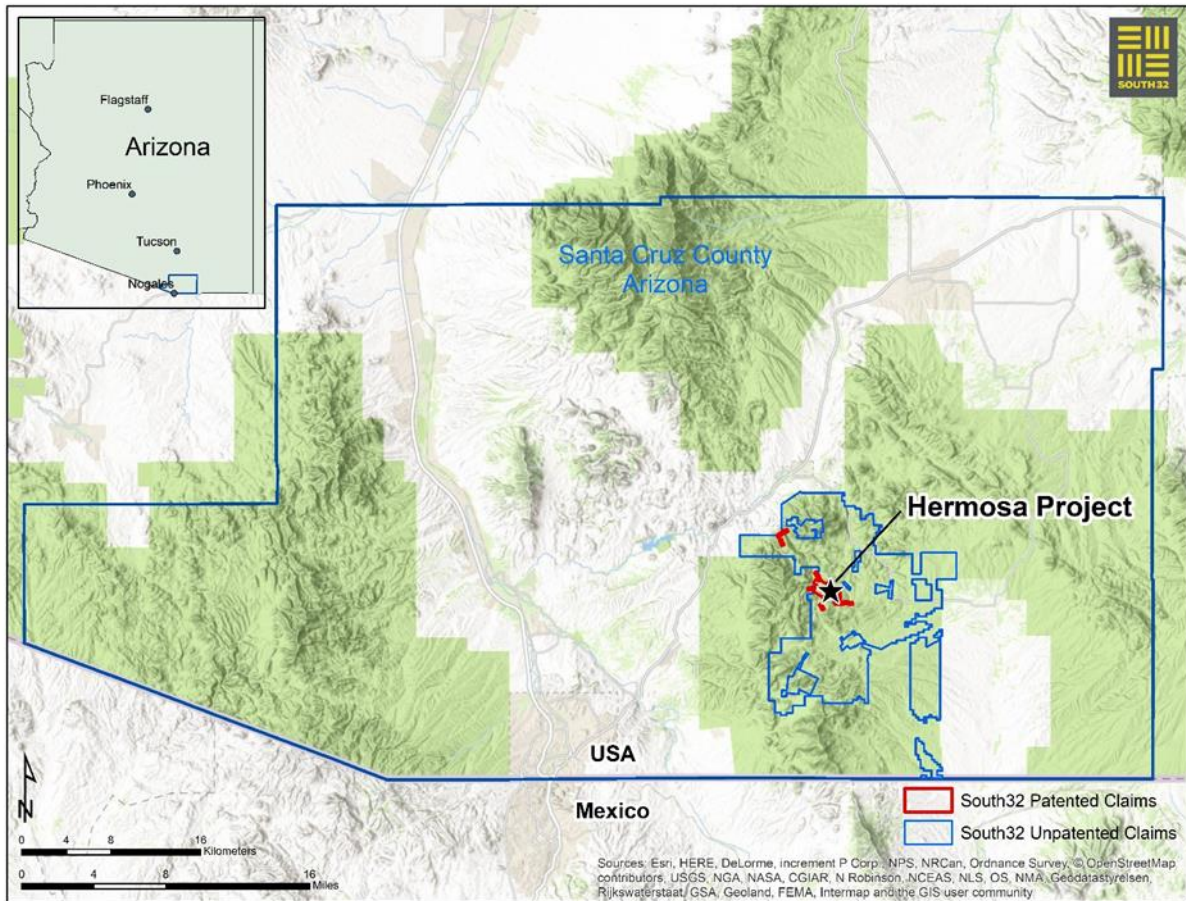 SOUTH32
Flagstaff
Arizona
Phoenix
Tucson
Nogales
Santa Cruz County
Arizona
Hermosa Project
USA
Mexico
N
0 4 8 16
Kilometers
0 4 8 16
Miles
South32 Patented Claims
South32 Unpatented Claims
Sources: Esri, HERE, DeLorme, increment P Corp., NPS, NRCan, Ordnance Survey, © OpenStreetMap
contributors, USGS, NGA, NASA, CGIAR, N Robinson, NCEAS, NLS, OS, NMA, Geodatastyrelsen,
Rijkswaterstaat, GSA, Geoland, FEMA, Intermap and the GIS user community